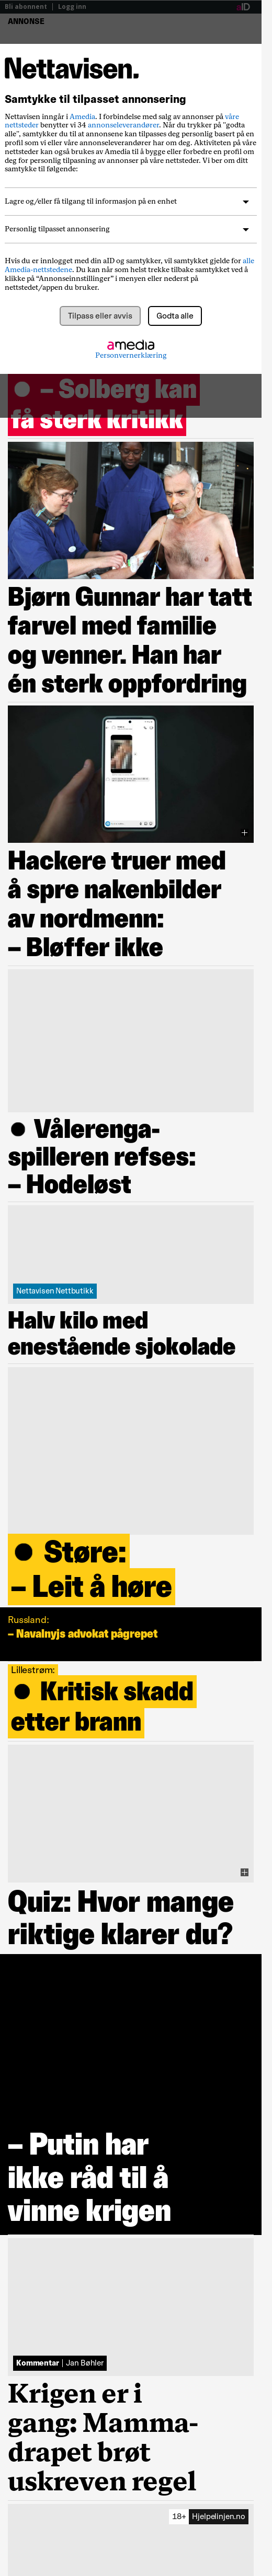 Bli abonnent | Logg inn
aID
ANNONSE
Nettavisen.
Samtykke til tilpasset annonsering
Nettavisen inngår i Amedia. I forbindelse med salg av annonser på våre
nettsteder benytter vi 34 annonseleverandører. Når du trykker på "godta
alle", samtykker du til at annonsene kan tilpasses deg personlig basert på en
profil som vi eller våre annonseleverandører har om deg. Aktiviteten på våre
nettsteder kan også brukes av Amedia til å bygge eller forbedre en profil om
deg for personlig tilpasning av annonser på våre nettsteder. Vi ber om ditt
samtykke til følgende:
Lagre og/eller få tilgang til informasjon på en enhet
Personlig tilpasset annonsering
Hvis du er innlogget med din aID og samtykker, vil samtykket gjelde for alle
Amedia-nettstedene. Du kan når som helst trekke tilbake samtykket ved å
klikke på “Annonseinnstillinger” i menyen eller nederst på
nettstedet/appen du bruker.
Tilpass eller avvis
Godta alle
amedia
Personvernerklæring
– Solberg kan
få sterk kritikk
Bjørn Gunnar har tatt
farvel med familie
og venner. Han har
én sterk oppfordring
Hackere truer med
å spre nakenbilder
av nordmenn:
– Bløffer ikke
Vålerenga-
spilleren refses:
– Hodeløst
Nettavisen Nettbutikk
Halv kilo med
enestående sjokolade
Støre:
– Leit å høre
Russland:
– Navalnyjs advokat pågrepet
Lillestrøm:
Kritisk skadd
etter brann
Quiz: Hvor mange
riktige klarer du?
– Putin har
ikke råd til å
vinne krigen
Kommentar | Jan Bøhler
Krigen er i
gang: Mamma-
drapet brøt
uskreven regel
18+ Hjelpelinjen.no